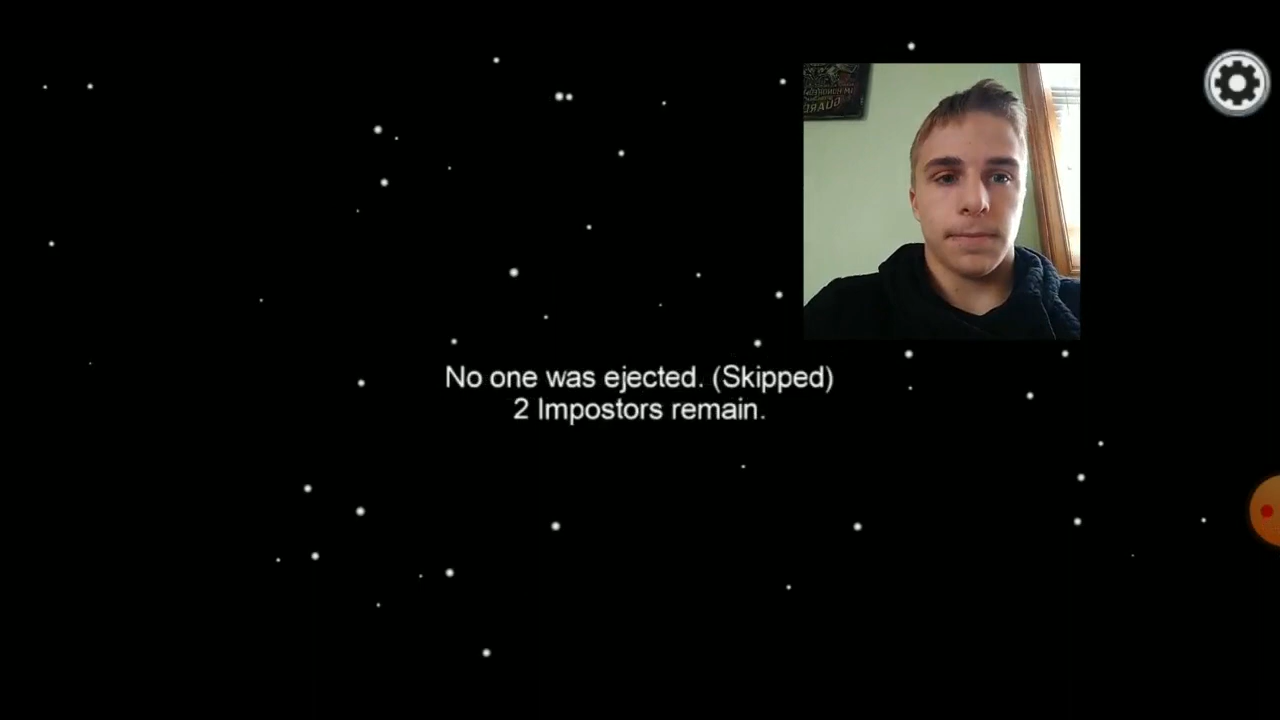 No one was ejected. (Skipped)
2 Impostors remain.